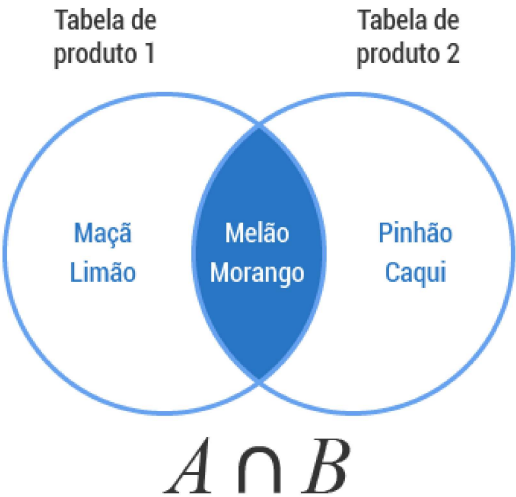 Tabela de
produto 1
Tabela de
produto 2
Maçã
Limão
Melão
Morango
Pinhão
Caqui
A ∩ B